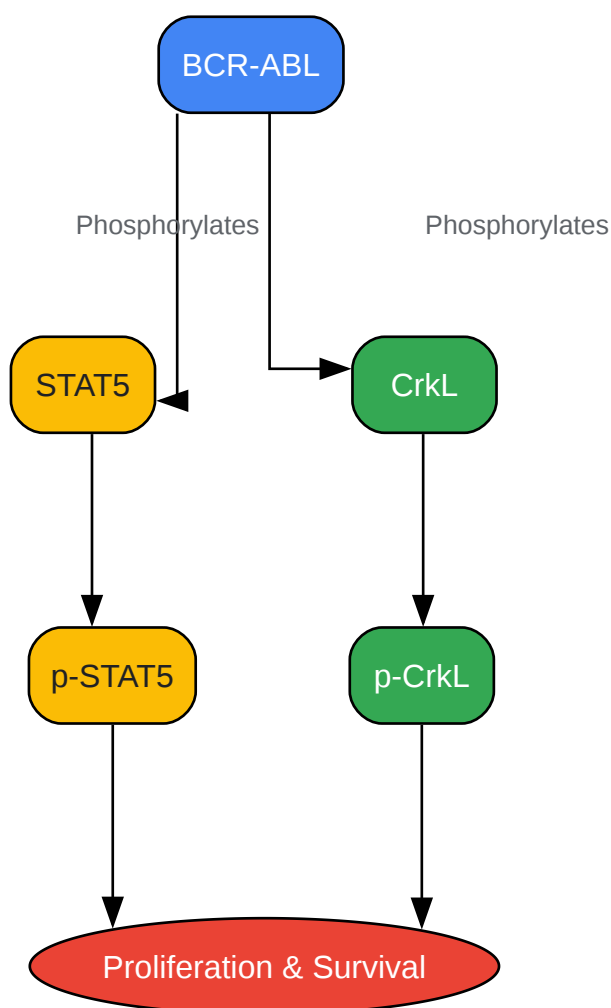 BCR-ABL
Phosphorylates
Phosphorylates
STAT5
CrkL
p-STAT5
p-CrkL
Proliferation & Survival